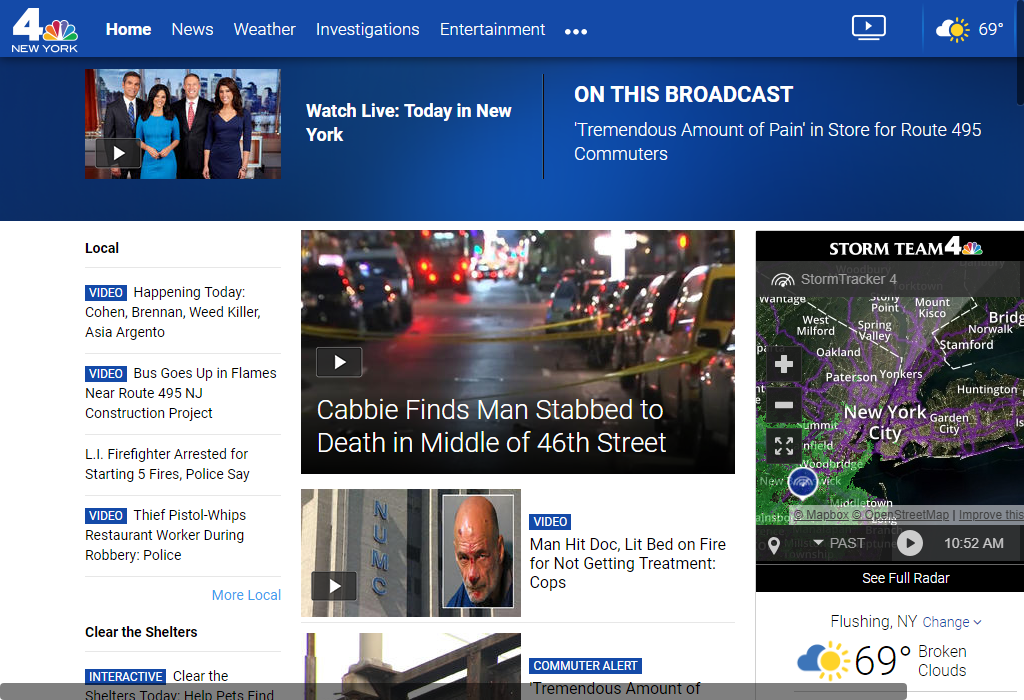 4
NEW YORK
Home
News
Weather
Investigations
Entertainment
69°
Watch Live: Today in New
York
ON THIS BROADCAST
'Tremendous Amount of Pain' in Store for Route 495
Commuters
Local
VIDEO Happening Today:
Cohen, Brennan, Weed Killer,
Asia Argento
VIDEO Bus Goes Up in Flames
Near Route 495 NJ
Construction Project
L.I. Firefighter Arrested for
Starting 5 Fires, Police Say
VIDEO Thief Pistol-Whips
Restaurant Worker During
Robbery: Police
More Local
Clear the Shelters
INTERACTIVE Clear the
Shelters Today: Help Pets Find
Cabbie Finds Man Stabbed to
Death in Middle of 46th Street
NUMC
VIDEO
Man Hit Doc, Lit Bed on Fire
for Not Getting Treatment:
Cops
COMMUTER ALERT
'Tremendous Amount of
STORM TEAM 4
StormTracker 4
Wantage
Stony
Point
Mount
Kisco
West
Milford
Spring
Valley
Bridg
Norwalk
Stamford
Oakland
Paterson
Yonkers
Huntington
New York
City
Garden
City
Woodbridge
Middletown
© Mapbox © OpenStreetMap | Improve this
PAST
10:52 AM
See Full Radar
Flushing, NY Change
69°
Broken
Clouds